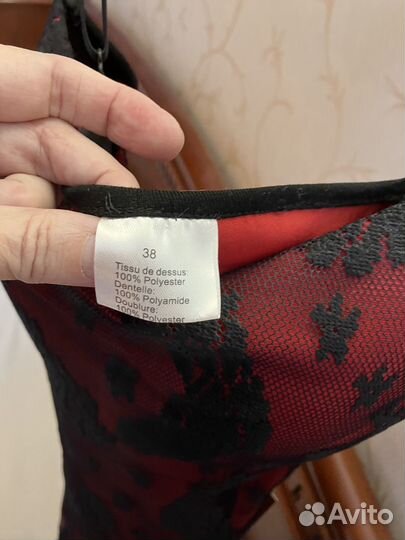 38
Tissu de dessus:
100% Polyester
Dentelle:
100% Polyamide
Doublure:
100% Polyester
Avito